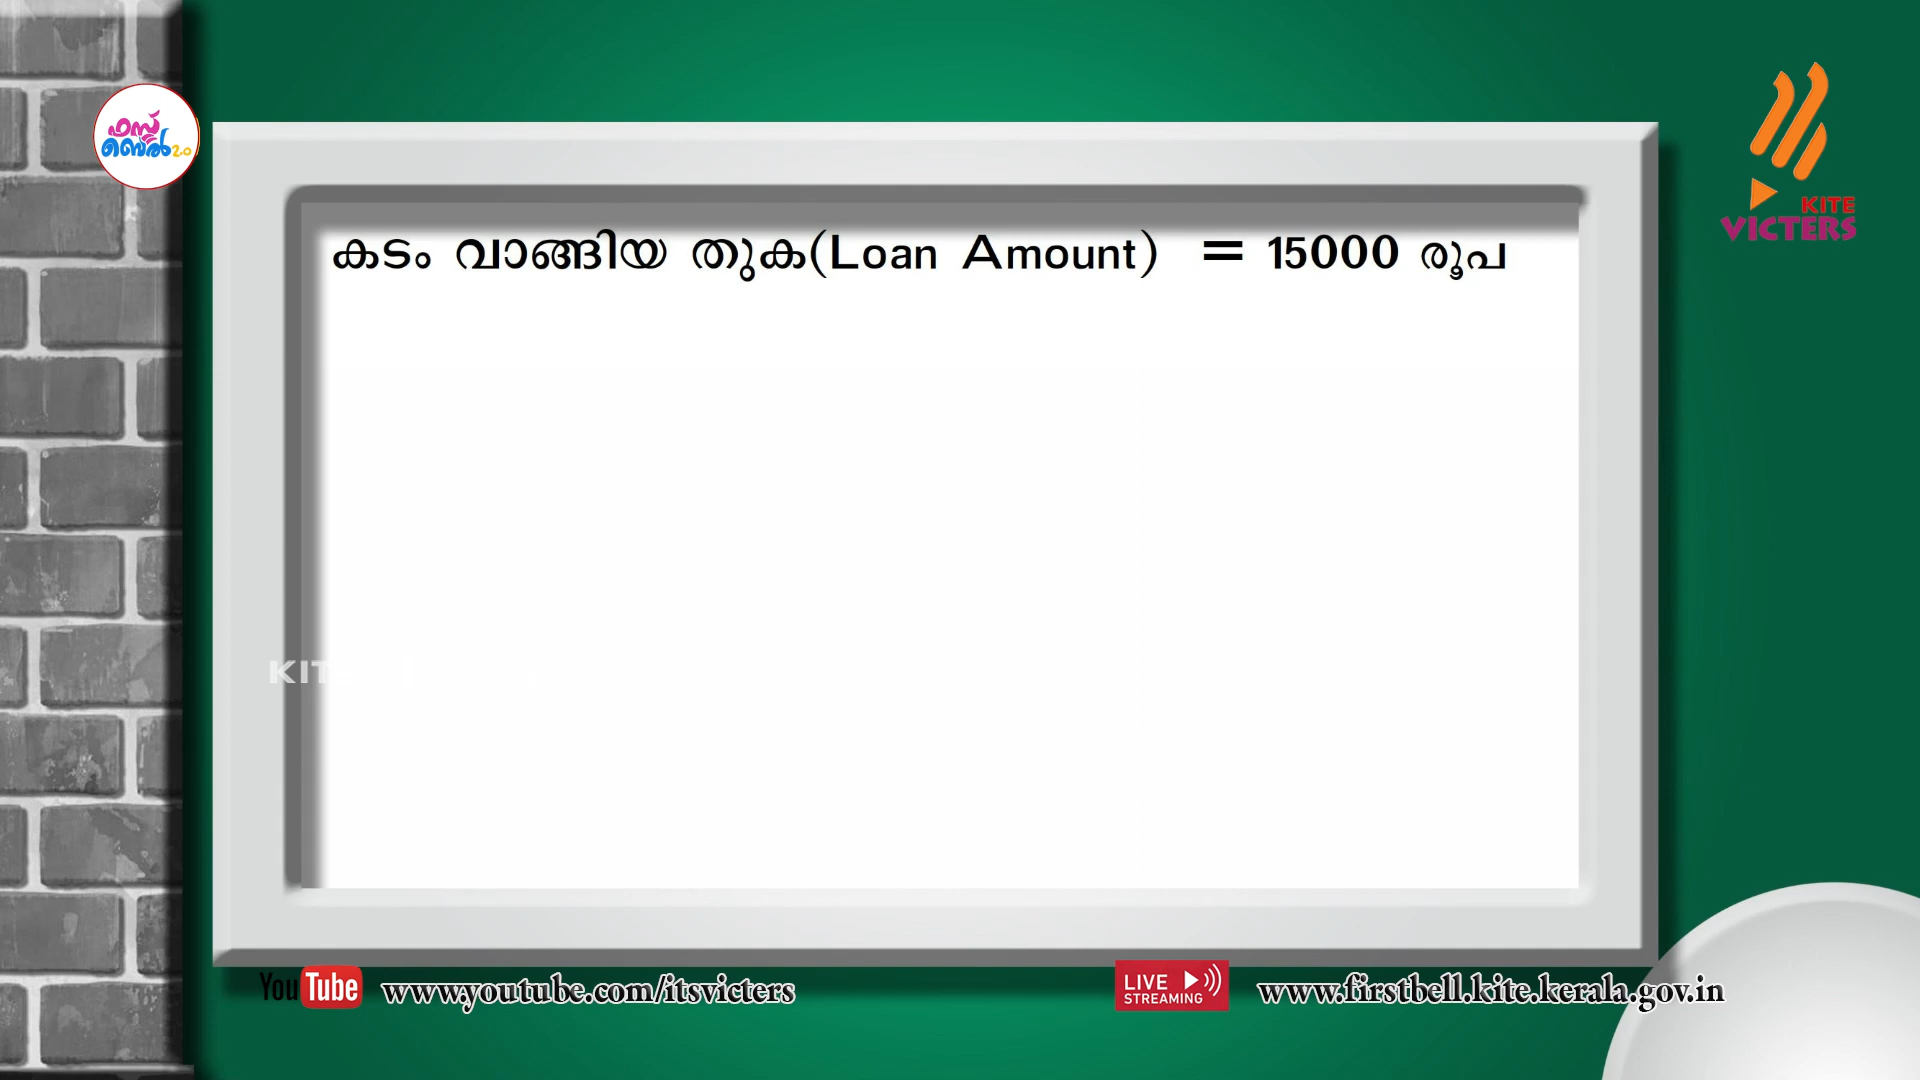 ഫസ്റ്റ്
ബെൽ 2.0
KITE
VICTERS
കടം വാങ്ങിയ തുക(Loan Amount) = 15000 രൂപ
KIT
YouTube www.youtube.com/itsvicters
LIVE STREAMING www.firstbell.kite.kerala.gov.in